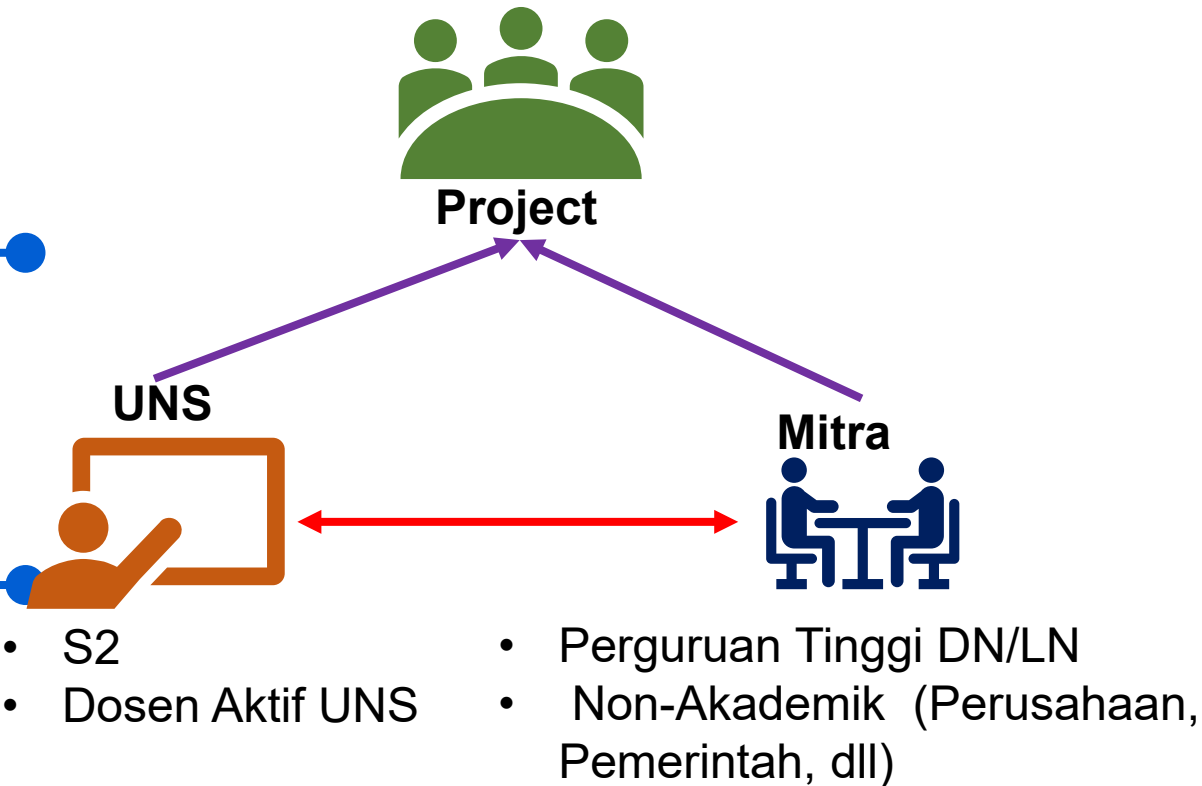 Project
UNS
Mitra
• S2
• Dosen Aktif UNS
• Perguruan Tinggi DN/LN
• Non-Akademik (Perusahaan,
Pemerintah, dll)